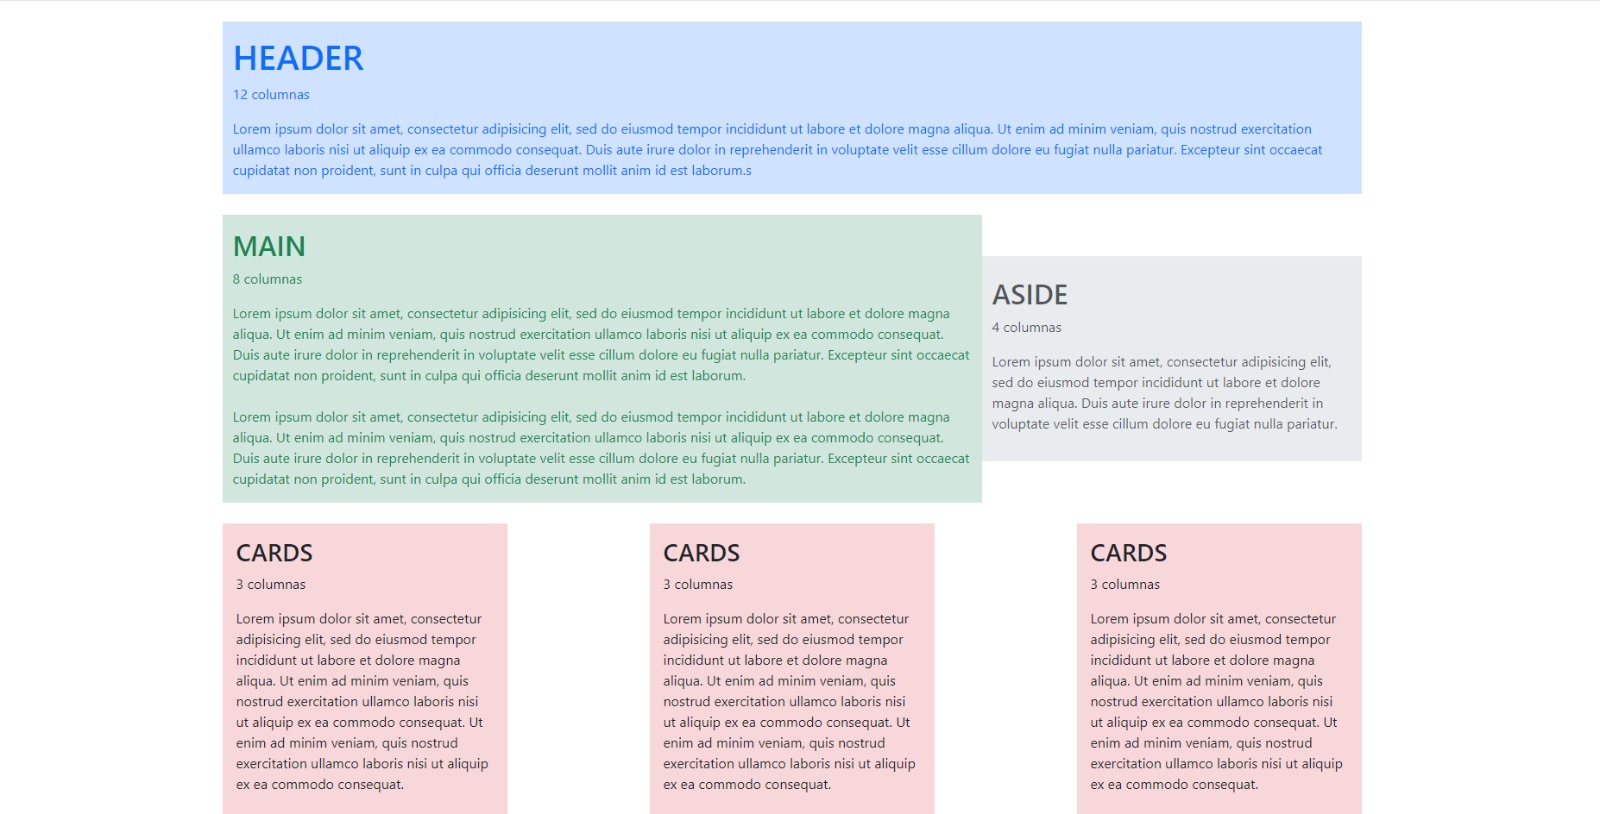 HEADER
12 columnas
Lorem ipsum dolor sit amet, consectetur adipisicing elit, sed do eiusmod tempor incididunt ut labore et dolore magna aliqua. Ut enim ad minim veniam, quis nostrud exercitation
ullamco laboris nisi ut aliquip ex ea commodo consequat. Duis aute irure dolor in reprehenderit in voluptate velit esse cillum dolore eu fugiat nulla pariatur. Excepteur sint occaecat
cupidatat non proident, sunt in culpa qui officia deserunt mollit anim id est laborum.s
MAIN
8 columnas
Lorem ipsum dolor sit amet, consectetur adipisicing elit, sed do eiusmod tempor incididunt ut labore et dolore magna
aliqua. Ut enim ad minim veniam, quis nostrud exercitation ullamco laboris nisi ut aliquip ex ea commodo consequat.
Duis aute irure dolor in reprehenderit in voluptate velit esse cillum dolore eu fugiat nulla pariatur. Excepteur sint occaecat
cupidatat non proident, sunt in culpa qui officia deserunt mollit anim id est laborum.
Lorem ipsum dolor sit amet, consectetur adipisicing elit, sed do eiusmod tempor incididunt ut labore et dolore magna
aliqua. Ut enim ad minim veniam, quis nostrud exercitation ullamco laboris nisi ut aliquip ex ea commodo consequat.
Duis aute irure dolor in reprehenderit in voluptate velit esse cillum dolore eu fugiat nulla pariatur. Excepteur sint occaecat
cupidatat non proident, sunt in culpa qui officia deserunt mollit anim id est laborum.
ASIDE
4 columnas
Lorem ipsum dolor sit amet, consectetur adipisicing elit,
sed do eiusmod tempor incididunt ut labore et dolore
magna aliqua. Duis aute irure dolor in reprehenderit in
voluptate velit esse cillum dolore eu fugiat nulla pariatur.
CARDS
3 columnas
Lorem ipsum dolor sit amet, consectetur
adipisicing elit, sed do eiusmod tempor
incididunt ut labore et dolore magna
aliqua. Ut enim ad minim veniam, quis
nostrud exercitation ullamco laboris nisi
ut aliquip ex ea commodo consequat. Ut
enim ad minim veniam, quis nostrud
exercitation ullamco laboris nisi ut aliquip
ex ea commodo consequat.
CARDS
3 columnas
Lorem ipsum dolor sit amet, consectetur
adipisicing elit, sed do eiusmod tempor
incididunt ut labore et dolore magna
aliqua. Ut enim ad minim veniam, quis
nostrud exercitation ullamco laboris nisi
ut aliquip ex ea commodo consequat. Ut
enim ad minim veniam, quis nostrud
exercitation ullamco laboris nisi ut aliquip
ex ea commodo consequat.
CARDS
3 columnas
Lorem ipsum dolor sit amet, consectetur
adipisicing elit, sed do eiusmod tempor
incididunt ut labore et dolore magna
aliqua. Ut enim ad minim veniam, quis
nostrud exercitation ullamco laboris nisi
ut aliquip ex ea commodo consequat. Ut
enim ad minim veniam, quis nostrud
exercitation ullamco laboris nisi ut aliquip
ex ea commodo consequat.